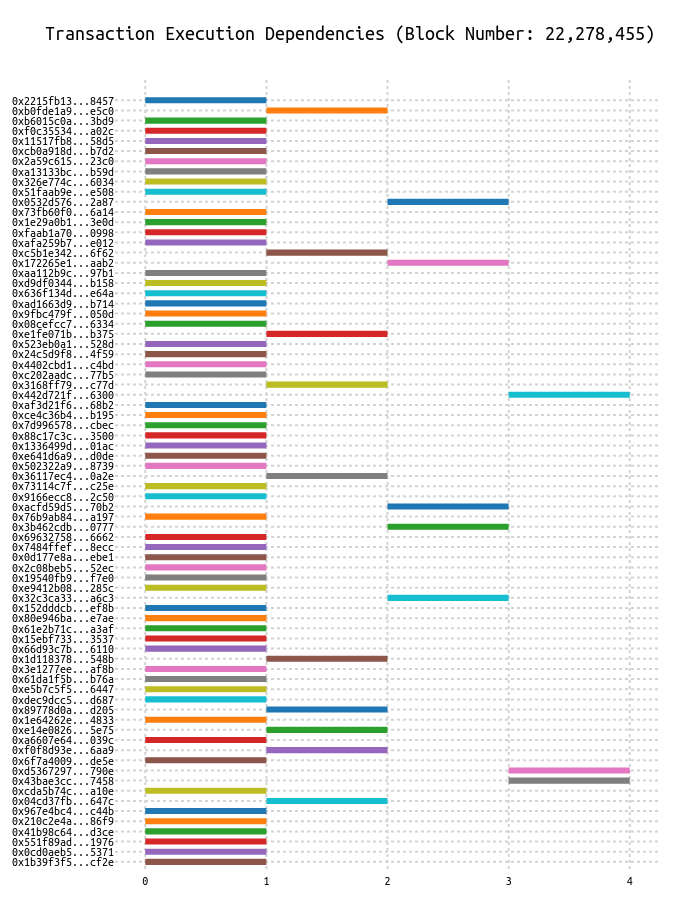 Transaction Execution Dependencies (Block Number: 22,278,455)
0x2215fb13...8457
0xb0fde1a9...e5c0
0xb6015c0a...3bd9
0xf0c35534...a02c
0x11517fb8...58d5
0xcb0a918d...b7d2
0x2a59c615...23c0
0xa13133bc...b59d
0x326e774c...6034
0x51faab9e...e508
0x0532d576...2a87
0x73fb60f0...6a14
0x1e29a0b1...3e0d
0xfaab1a70...0998
0xafa259b7...e012
0xc5b1e342...6f62
0x172265e1...aab2
0xaa112b9c...97b1
0xd9df0344...b158
0x636f134d...e64a
0xad1663d9...b714
0x9fbc479f...050d
0x08cefcc7...6334
0xe1fe071b...b375
0x523eb0a1...528d
0x24c5d9f8...4f59
0x4402cbd1...c4bd
0xc202aadc...77b5
0x3168ff79...c77d
0x442d721f...6300
0xaf3d21f6...68b2
0xce4c36b4...b195
0x7d996578...cbec
0x88c17c3c...3500
0x1336499d...01ac
0xe641d6a9...d0de
0x502322a9...8739
0x36117ec4...0a2e
0x73114c7f...c25e
0x9166ecc8...2c50
0xacfd59d5...70b2
0x76b9ab84...a197
0x3b462cdb...0777
0x69632758...6662
0x7484ffef...8ecc
0x0d177e8a...ebe1
0x2c08beb5...52ec
0x19540fb9...f7e0
0xe9412b08...285c
0x32c3ca33...a6c3
0x152dddcb...ef8b
0x80e946ba...e7ae
0x61e2b71c...a3af
0x15ebf733...3537
0x66d93c7b...6110
0x1d118378...548b
0x3e1277ee...af8b
0x61da1f5b...b76a
0xe5b7c5f5...6447
0xdec9dcc5...d687
0x89778d0a...d205
0x1e64262e...4833
0xe14e0826...5e75
0xa6607e64...039c
0xf0f8d93e...6aa9
0x6f7a4009...de5e
0xd5367297...790e
0x43bae3cc...7458
0xcda5b74c...a10e
0x04cd37fb...647c
0x967e4bc4...c44b
0x210c2e4a...86f9
0x41b98c64...d3ce
0x551f89ad...1976
0x0cd0aeb5...5371
0x1b39f3f5...cf2e
0 1 2 3 4